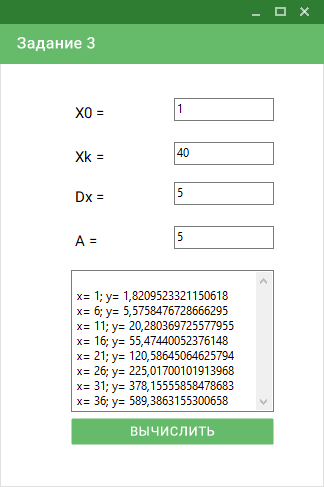 Задание 3
X0 = 1
Xk = 40
Dx = 5
A = 5
x= 1; y= 1,8209523321150618
x= 6; y= 5,5758476728666295
x= 11; y= 20,280369725577955
x= 16; y= 55,47440052376148
x= 21; y= 120,58645064625794
x= 26; y= 225,01700101913968
x= 31; y= 378,15555858478683
x= 36; y= 589,3863155300658
ВЫЧИСЛИТЬ